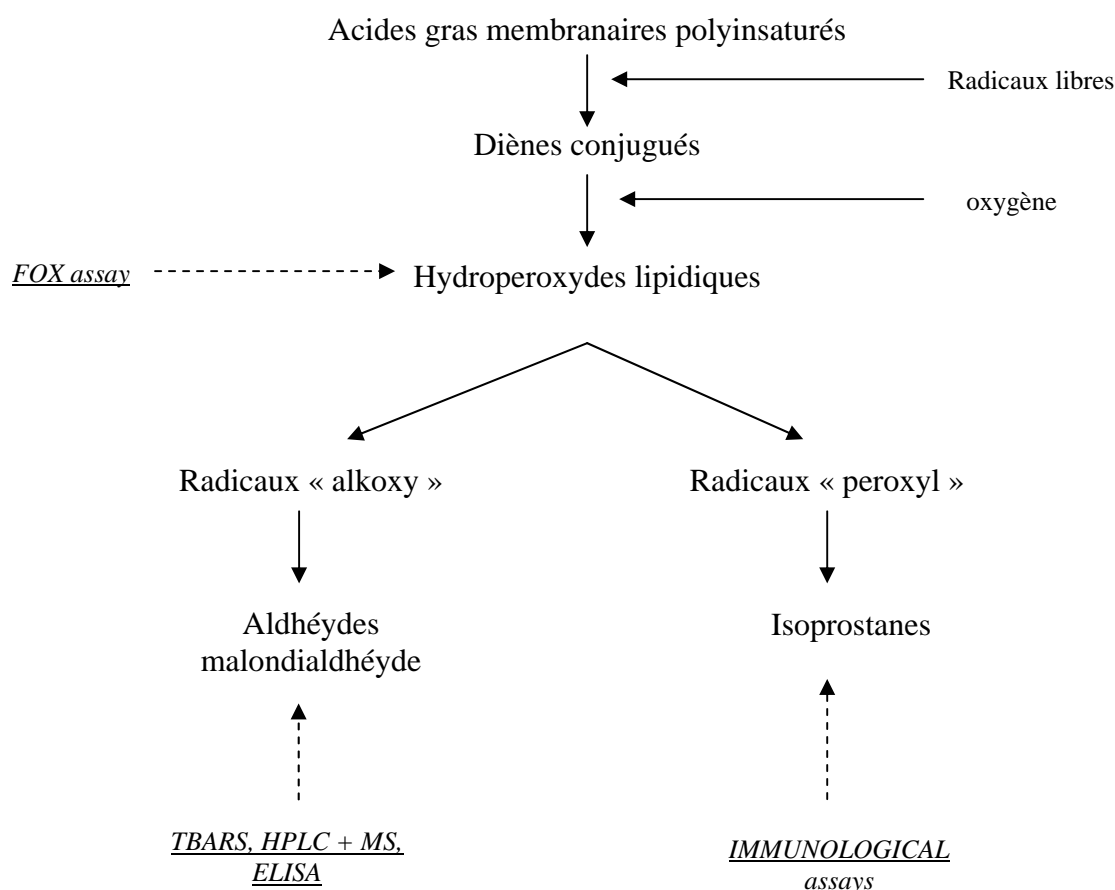 Acides gras membranaires polyinsaturés
Radicaux libres
Diènes conjugués
oxygène
FOX assay
Hydroperoxydes lipidiques
Radicaux « alkoxy »
Radicaux « peroxyl »
Aldhéydes
malondialdhéyde
Isoprostanes
TBARS, HPLC + MS,
ELISA
IMMUNOLOGICAL
assays